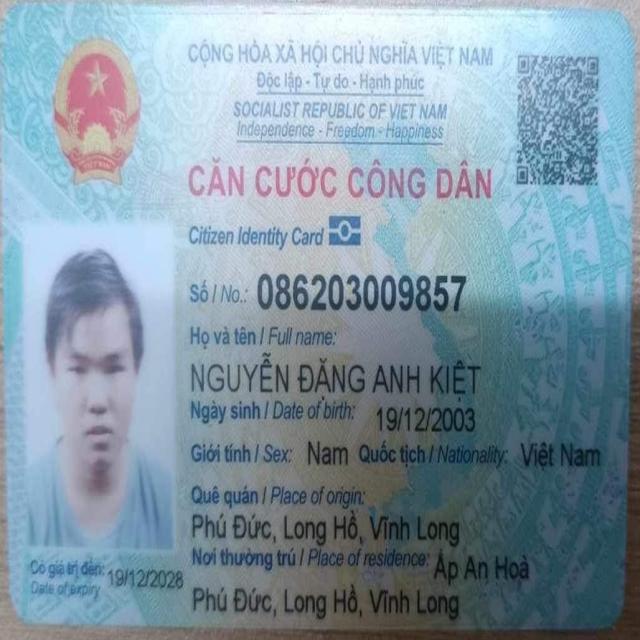 CỘNG HÒA XÃ HỘI CHỦ NGHĨA VIỆT NAM
Độc lập - Tự do - Hạnh phúc
SOCIALIST REPUBLIC OF VIET NAM
Independence - Freedom - Happiness
CĂN CƯỚC CÔNG DÂN
Citizen Identity Card
Số / No.: 086203009857
Họ và tên / Full name:
NGUYỄN ĐẶNG ANH KIỆT
Ngày sinh / Date of birth: 19/12/2003
Giới tính / Sex: Nam Quốc tịch / Nationality: Việt Nam
Quê quán / Place of origin:
Phú Đức, Long Hồ, Vĩnh Long
Nơi thường trú / Place of residence: Ấp An Hoà
Phú Đức, Long Hồ, Vĩnh Long
Có giá trị đến: 19/12/2028
Date of expiry